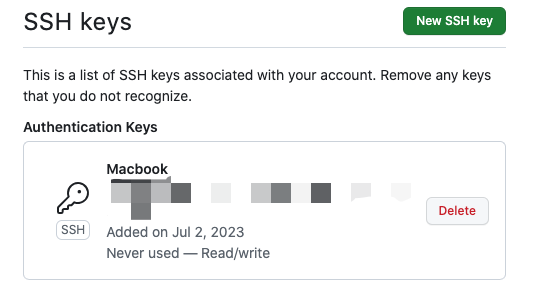 SSH keys
New SSH key
This is a list of SSH keys associated with your account. Remove any keys
that you do not recognize.
Authentication Keys
Macbook
SSH
Added on Jul 2, 2023
Never used — Read/write
Delete